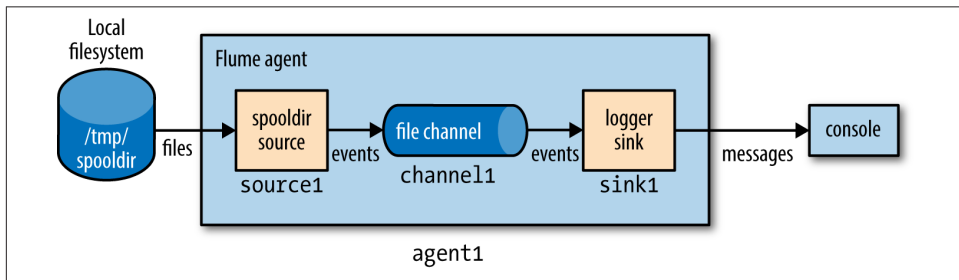 Local
filesystem
/tmp/
spooldir
files
Flume agent
spooldir
source
source1
events
file channel
channel1
events
logger
sink
sink1
messages
console
agent1